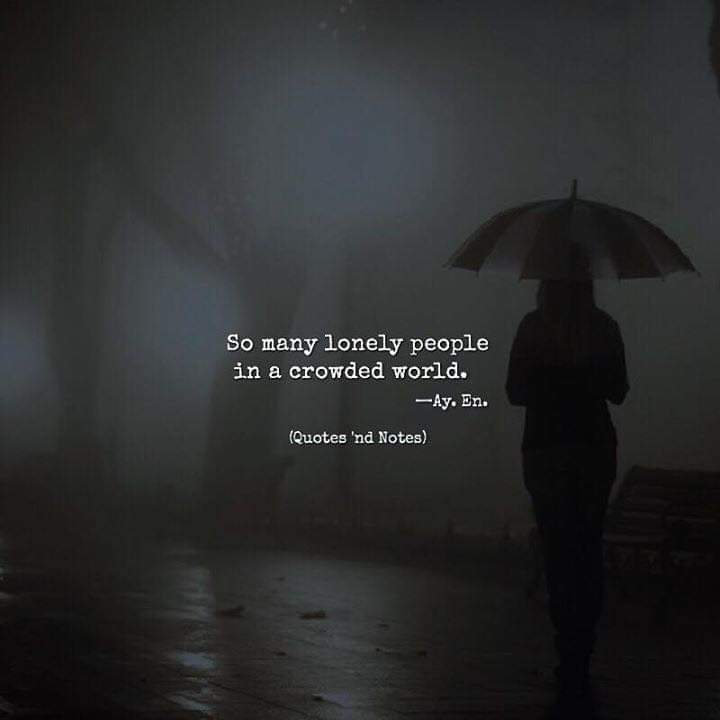 So many lonely people
in a crowded world.
—Ay. En.
(Quotes 'nd Notes)